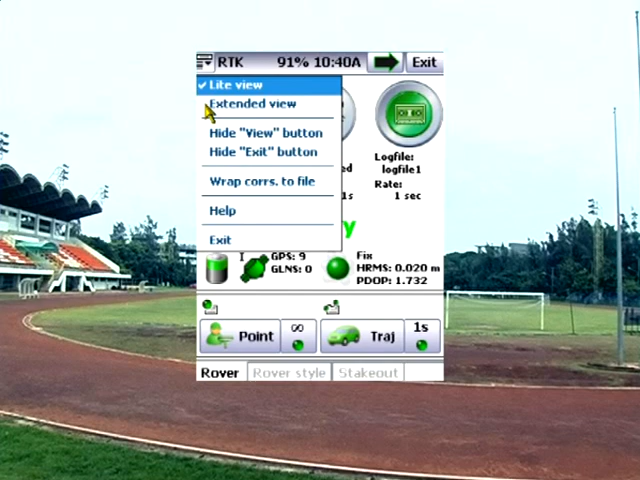 RTK 91% 10:40A Exit
Lite view
Extended view
Hide "View" button
Hide "Exit" button
Wrap corrs. to file
Help
Exit
Logfile:
logfile1
Rate:
1 sec
GPS: 9
GLNS: 0
Fix
HRMS: 0.020 m
PDOP: 1.732
Point
∞
Traj
1s
Rover Rover style Stakeout